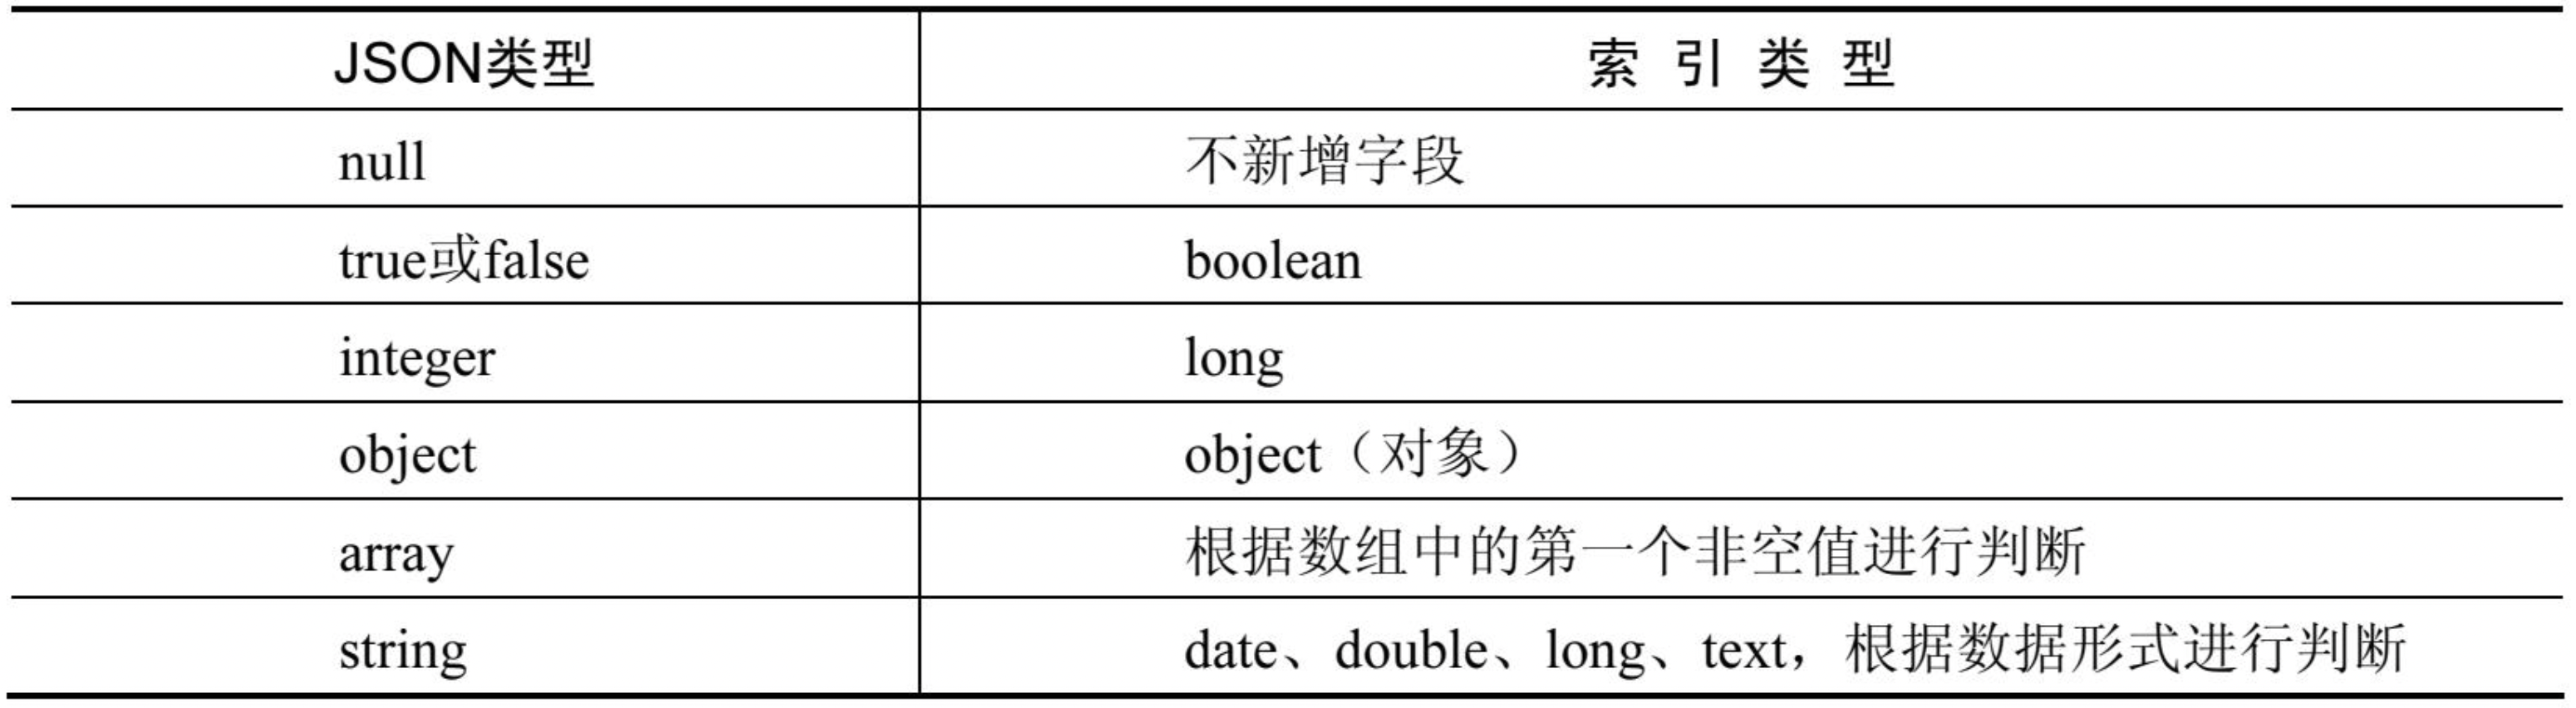 JSON类型 索 引 类 型
null 不新增字段
true或false boolean
integer long
object object（对象）
array 根据数组中的第一个非空值进行判断
string date、double、long、text，根据数据形式进行判断